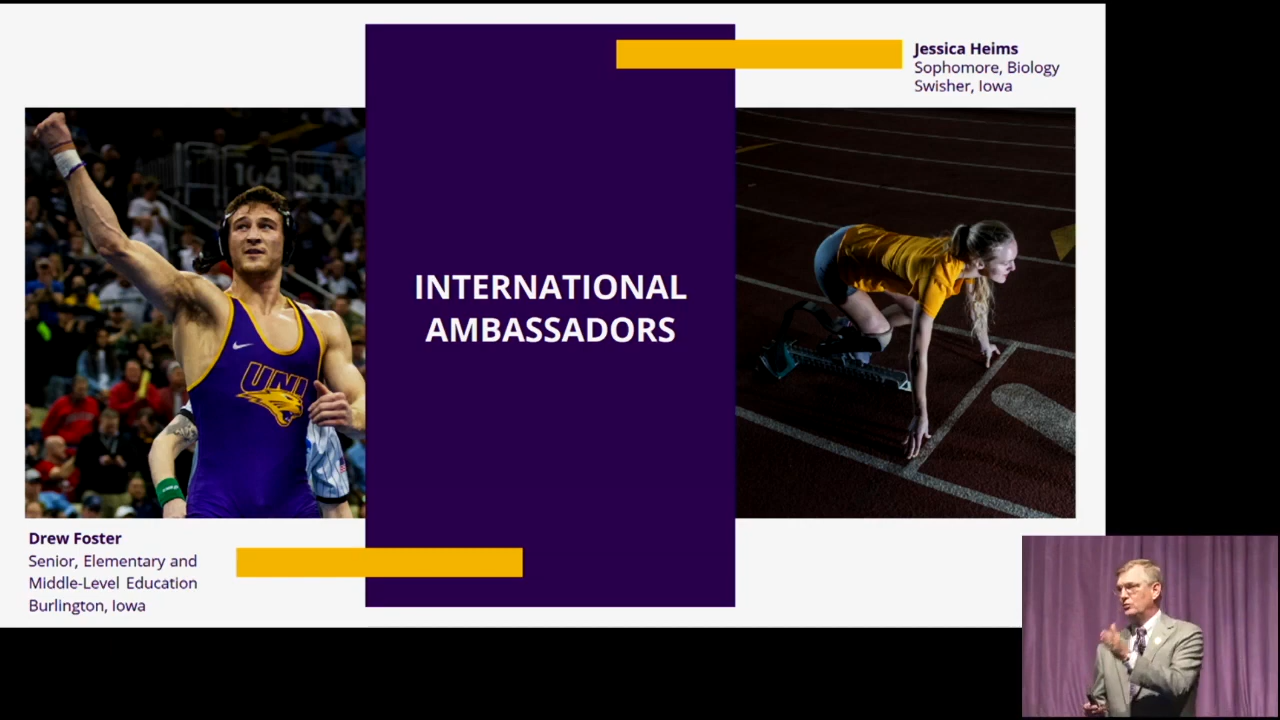 Jessica Heims
Sophomore, Biology
Swisher, Iowa
104
UNI
INTERNATIONAL
AMBASSADORS
Drew Foster
Senior, Elementary and
Middle-Level Education
Burlington, Iowa